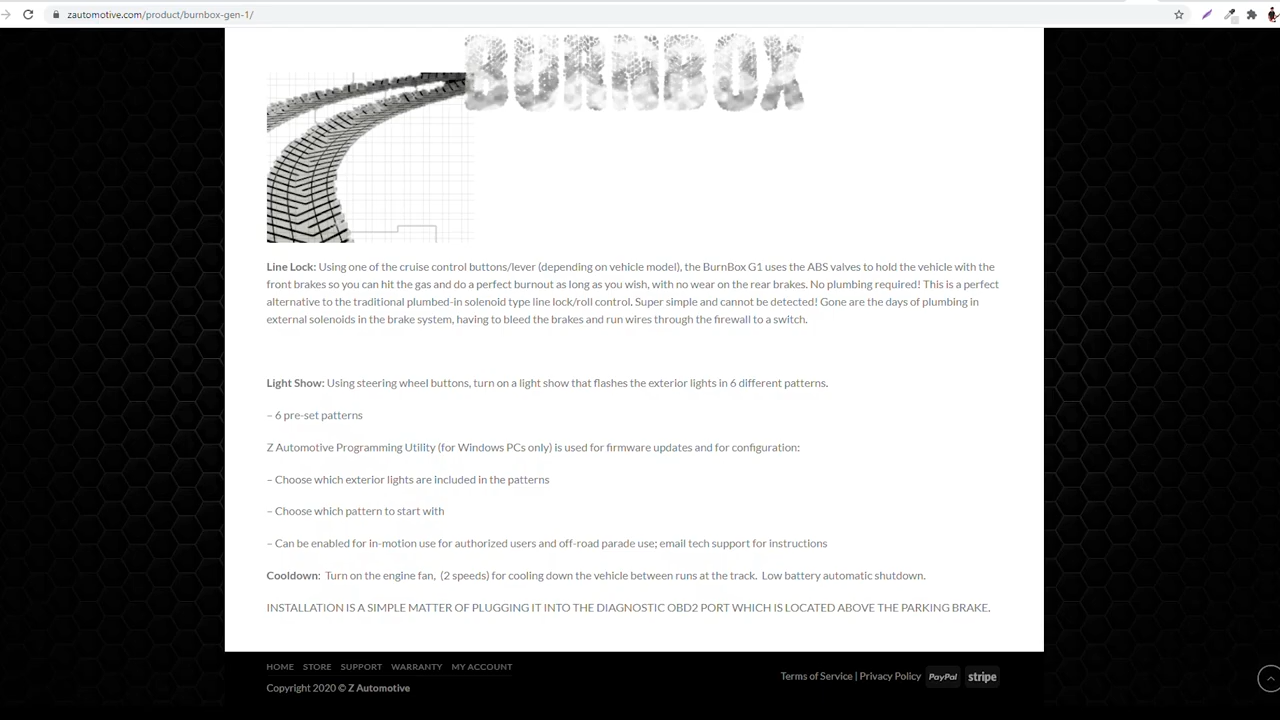 zautomotive.com/product/burnbox-gen-1/
BURNBOX
Line Lock: Using one of the cruise control buttons/lever (depending on vehicle model), the BurnBox G1 uses the ABS valves to hold the vehicle with the
front brakes so you can hit the gas and do a perfect burnout as long as you wish, with no wear on the rear brakes. No plumbing required! This is a perfect
alternative to the traditional plumbed-in solenoid type line lock/roll control. Super simple and cannot be detected! Gone are the days of plumbing in
external solenoids in the brake system, having to bleed the brakes and run wires through the firewall to a switch.
Light Show: Using steering wheel buttons, turn on a light show that flashes the exterior lights in 6 different patterns.
– 6 pre-set patterns
Z Automotive Programming Utility (for Windows PCs only) is used for firmware updates and for configuration:
– Choose which exterior lights are included in the patterns
– Choose which pattern to start with
– Can be enabled for in-motion use for authorized users and off-road parade use; email tech support for instructions
Cooldown:  Turn on the engine fan,  (2 speeds) for cooling down the vehicle between runs at the track.  Low battery automatic shutdown.
INSTALLATION IS A SIMPLE MATTER OF PLUGGING IT INTO THE DIAGNOSTIC OBD2 PORT WHICH IS LOCATED ABOVE THE PARKING BRAKE.
HOME STORE SUPPORT WARRANTY MY ACCOUNT
Terms of Service | Privacy Policy PayPal stripe
Copyright 2020 © Z Automotive